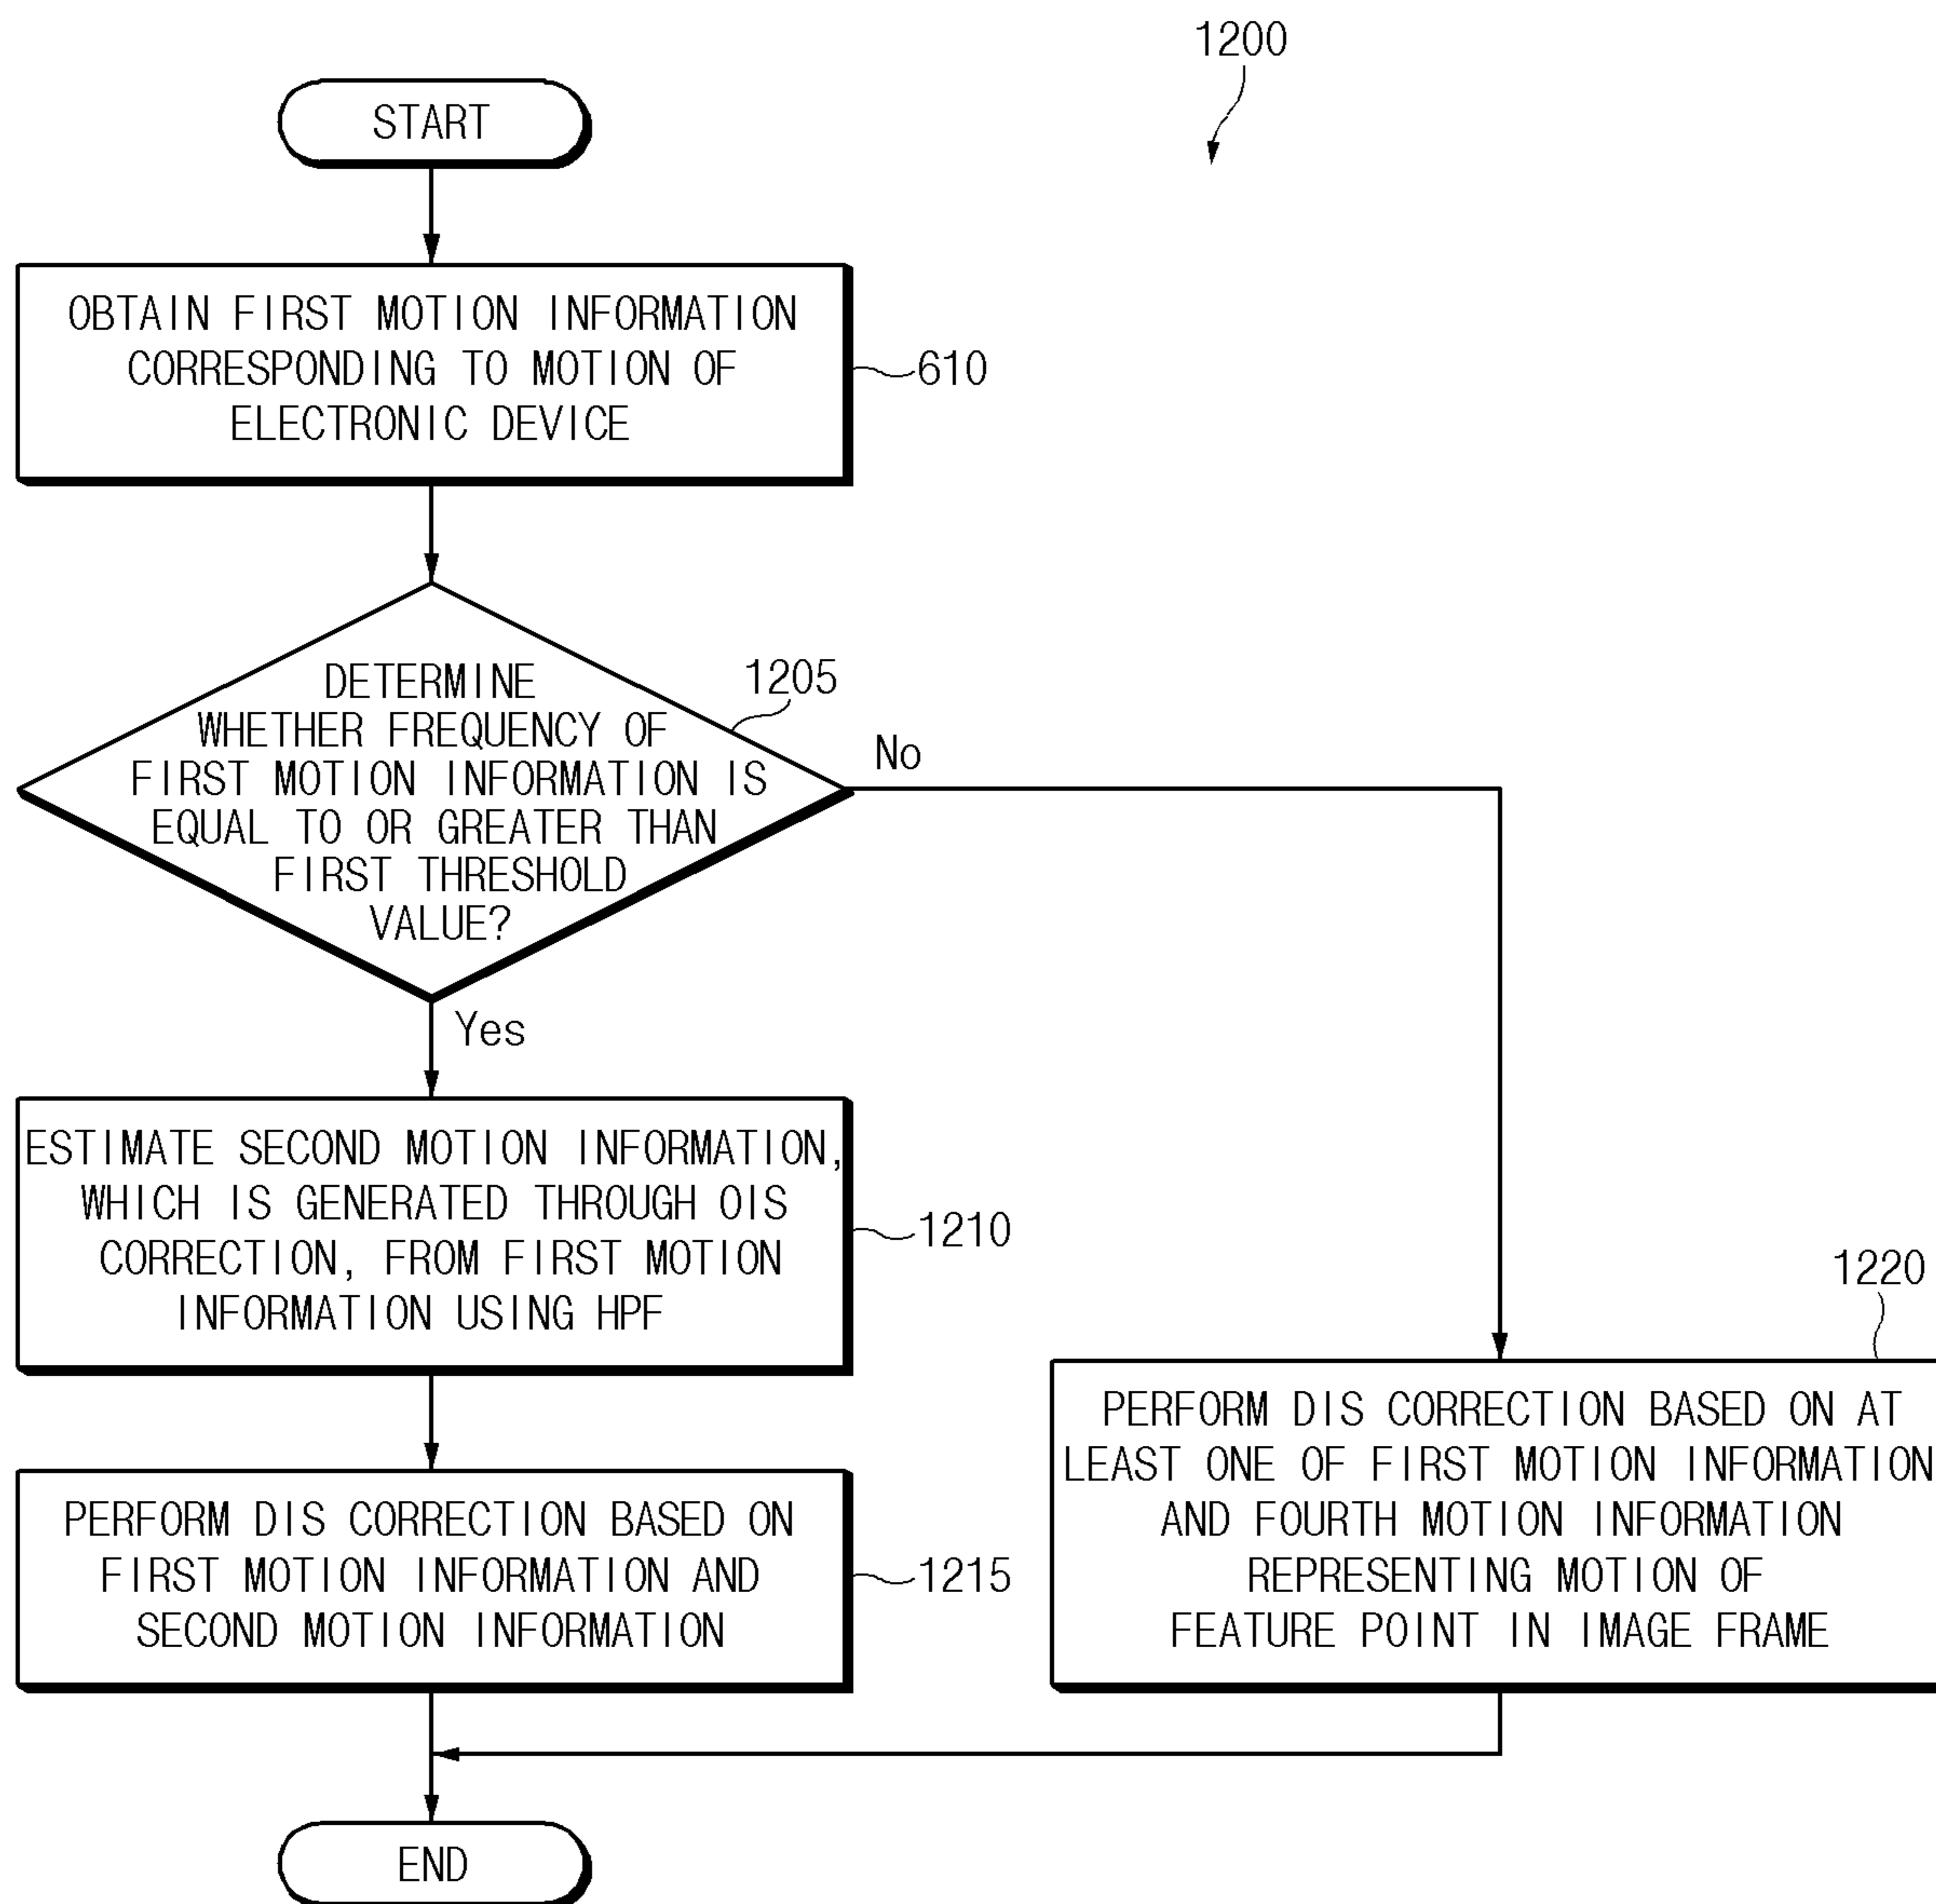 1200
START
OBTAIN FIRST MOTION INFORMATION
CORRESPONDING TO MOTION OF
ELECTRONIC DEVICE
610
DETERMINE
WHETHER FREQUENCY OF
FIRST MOTION INFORMATION IS
EQUAL TO OR GREATER THAN
FIRST THRESHOLD
VALUE?
1205
No
Yes
ESTIMATE SECOND MOTION INFORMATION,
WHICH IS GENERATED THROUGH OIS
CORRECTION, FROM FIRST MOTION
INFORMATION USING HPF
1210
1220
PERFORM DIS CORRECTION BASED ON AT
LEAST ONE OF FIRST MOTION INFORMATION
AND FOURTH MOTION INFORMATION
REPRESENTING MOTION OF
FEATURE POINT IN IMAGE FRAME
PERFORM DIS CORRECTION BASED ON
FIRST MOTION INFORMATION AND
SECOND MOTION INFORMATION
1215
END